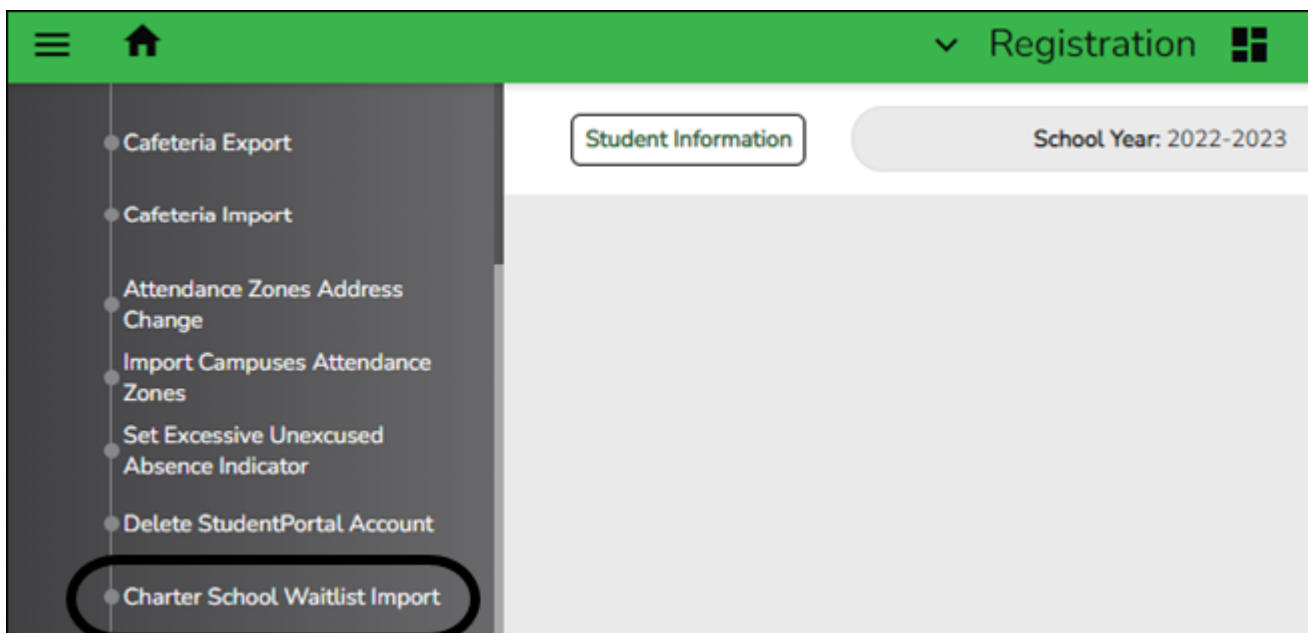 Registration
Cafeteria Export
Cafeteria Import
Attendance Zones Address
Change
Import Campuses Attendance
Zones
Set Excessive Unexcused
Absence Indicator
Delete StudentPortal Account
Charter School Waitlist Import
Student Information
School Year: 2022-2023